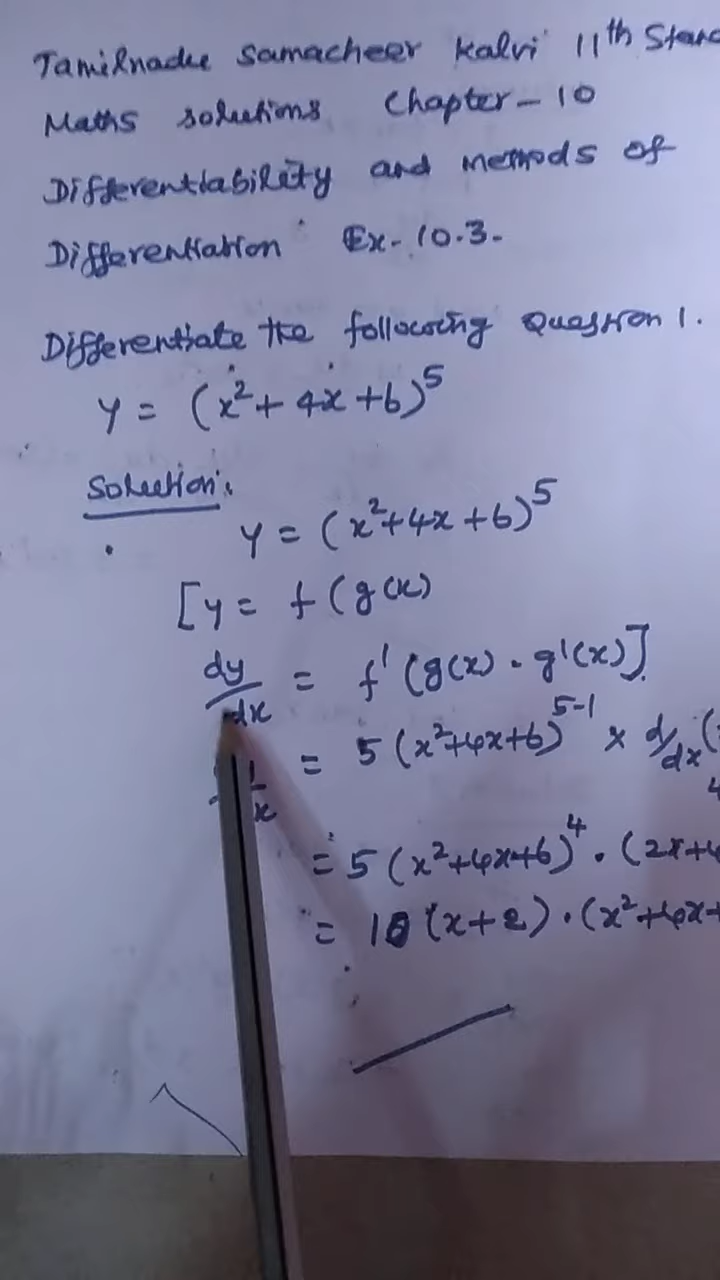 Tamilnadu Samacheer Kalvi 11th Stand
Maths solutions Chapter-10
Differentiability and methods of
Differentiation Ex-10.3.
Differentiate the following Question 1.
y = (x²+4x+6)⁵
Solution:
y = (x²+4x+6)⁵
[y = f(g(x)
dy/dx = f'(g(x) . g'(x)]
= 5(x²+4x+6)⁵⁻¹ × d/dx(
= 5(x²+4x+6)⁴ . (2x+4
= 10 (x+2) . (x²+4x+